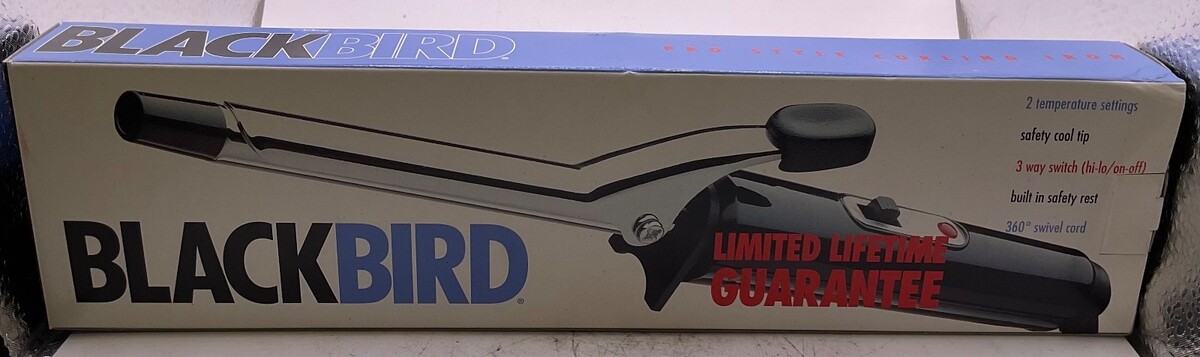 BLACKBIRD®
PRO STYLE CURLING IRON
2 temperature settings
safety cool tip
3 way switch (hi-lo/on-off)
built in safety rest
360° swivel cord
BLACKBIRD®
LIMITED LIFETIME
GUARANTEE